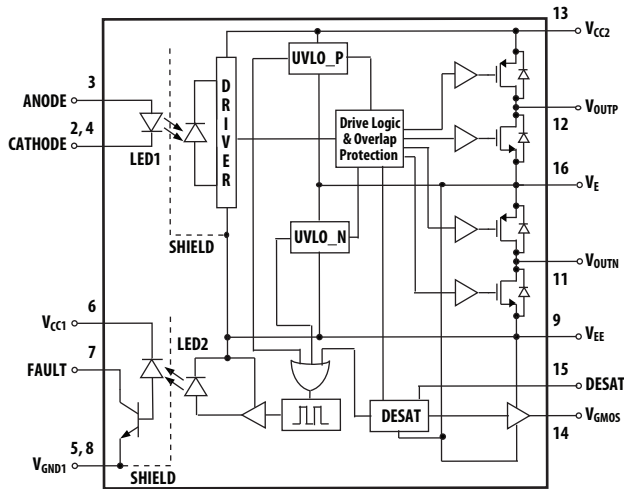 13
VCC2
UVLO_P
DRIVER
3
ANODE
2, 4
CATHODE
LED1
Drive Logic
& Overlap
Protection
VOUTP
12
16
VE
UVLO_N
SHIELD
VOUTN
11
6
VCC1
7
FAULT
LED2
9
VEE
15
DESAT
DESAT
VGMOS
14
5, 8
VGND1
SHIELD